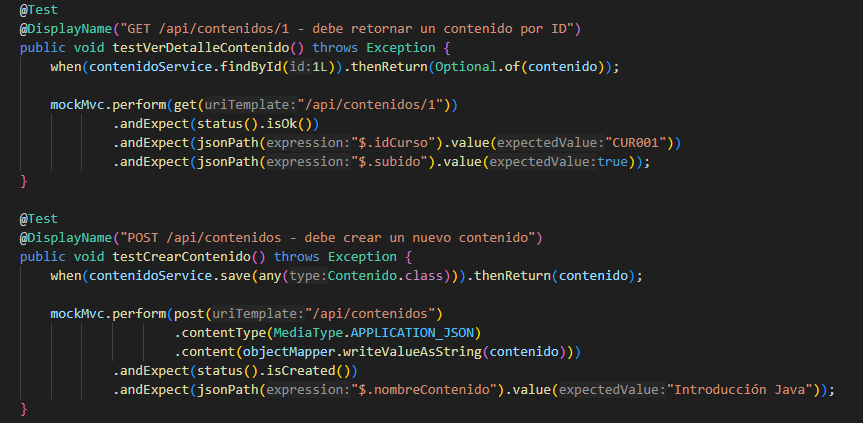 @Test
@DisplayName("GET /api/contenidos/1 - debe retornar un contenido por ID")
public void testVerDetalleContenido() throws Exception {
    when(contenidoService.findById(id:1L)).thenReturn(Optional.of(contenido));

    mockMvc.perform(get(uriTemplate:"/api/contenidos/1"))
            .andExpect(status().isOk())
            .andExpect(jsonPath(expression:"$.idCurso").value(expectedValue:"CUR001"))
            .andExpect(jsonPath(expression:"$.subido").value(expectedValue:true));
}

@Test
@DisplayName("POST /api/contenidos - debe crear un nuevo contenido")
public void testCrearContenido() throws Exception {
    when(contenidoService.save(any(type:Contenido.class))).thenReturn(contenido);

    mockMvc.perform(post(uriTemplate:"/api/contenidos")
                    .contentType(MediaType.APPLICATION_JSON)
                    .content(objectMapper.writeValueAsString(contenido)))
            .andExpect(status().isCreated())
            .andExpect(jsonPath(expression:"$.nombreContenido").value(expectedValue:"Introducción Java"));
}